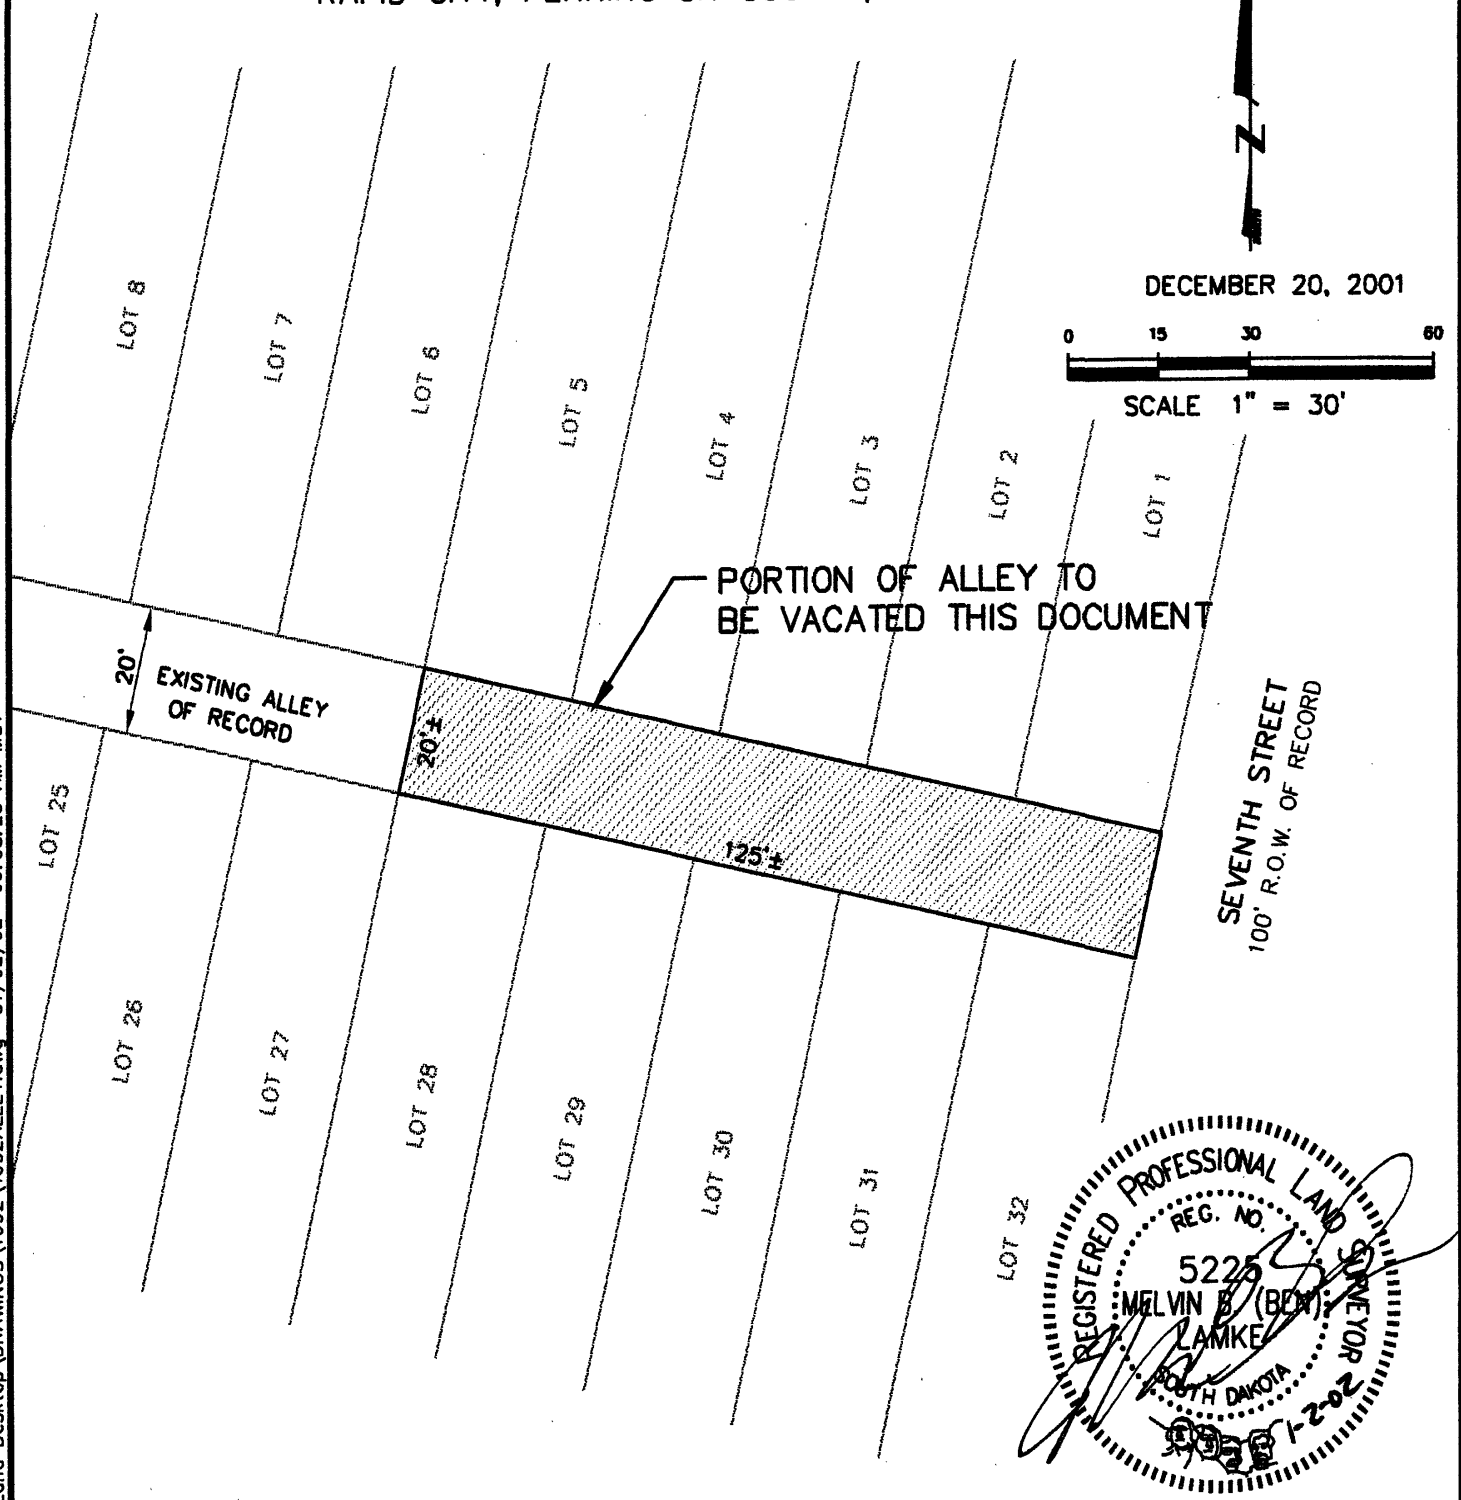 DECEMBER 20, 2001
0 15 30 60
SCALE 1" = 30'
N
LOT 8
LOT 7
LOT 6
LOT 5
LOT 4
LOT 3
LOT 2
LOT 1
PORTION OF ALLEY TO
BE VACATED THIS DOCUMENT
20'
EXISTING ALLEY
OF RECORD
20'±
125'±
SEVENTH STREET
100' R.O.W. OF RECORD
LOT 25
LOT 26
LOT 27
LOT 28
LOT 29
LOT 30
LOT 31
LOT 32
REGISTERED PROFESSIONAL LAND SURVEYOR
REG. NO.
5225
MELVIN B. (BEN)
LAMKE
SOUTH DAKOTA
1-2-02